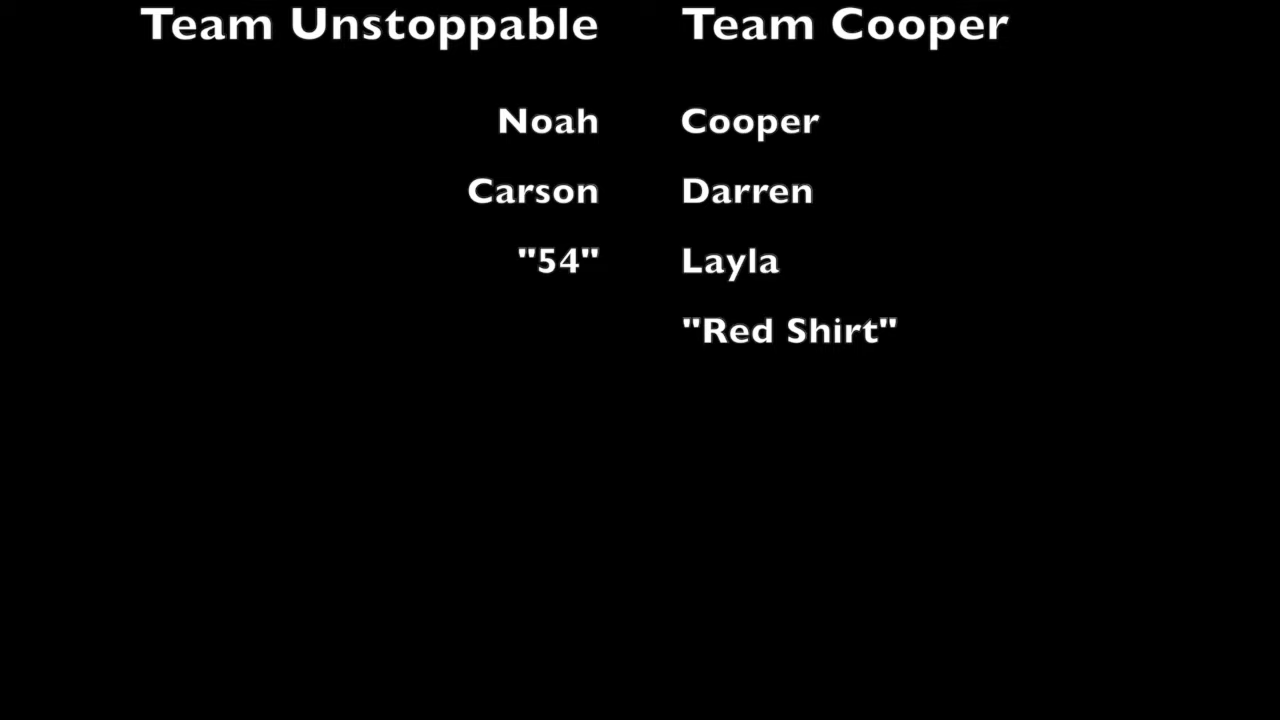 Team Unstoppable Team Cooper
Noah Cooper
Carson Darren
"54" Layla
"Red Shirt"